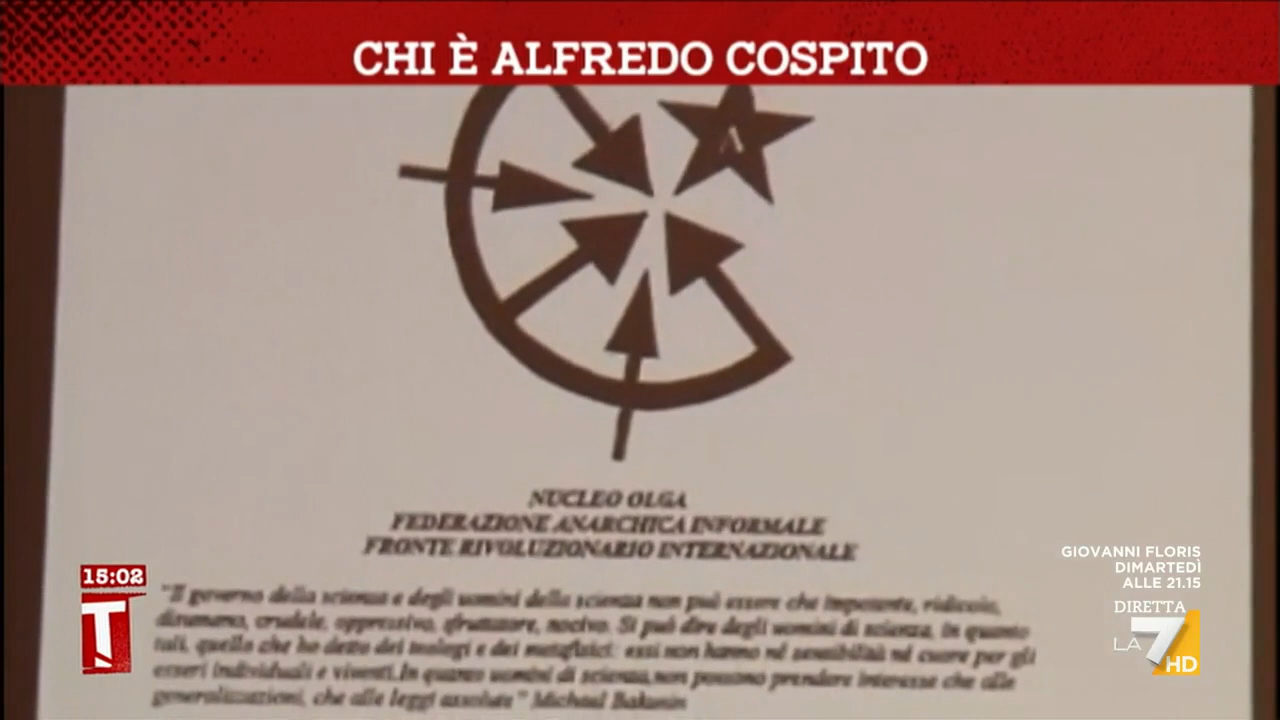 CHI È ALFREDO COSPITO
A
NUCLEO OLGA
FEDERAZIONE ANARCHICA INFORMALE
FRONTE RIVOLUZIONARIO INTERNAZIONALE
"Il governo della scienza e degli uomini della scienza non può essere che impotente, ridicolo,
disumano, crudele, oppressivo, sfruttatore, nocivo. Si può dire degli uomini di scienza, in quanto
tali, quello che ho detto dei teologi e dei metafisici: essi non hanno né sensibilità né cuore per gli
esseri individuali e viventi.In quanto uomini di scienza,non possono prendere interesse che alle
generalizzazioni, che alle leggi assolute" Michael Bakunin
15:02
T
GIOVANNI FLORIS
DIMARTEDÌ
ALLE 21.15
DIRETTA
LA 7 HD